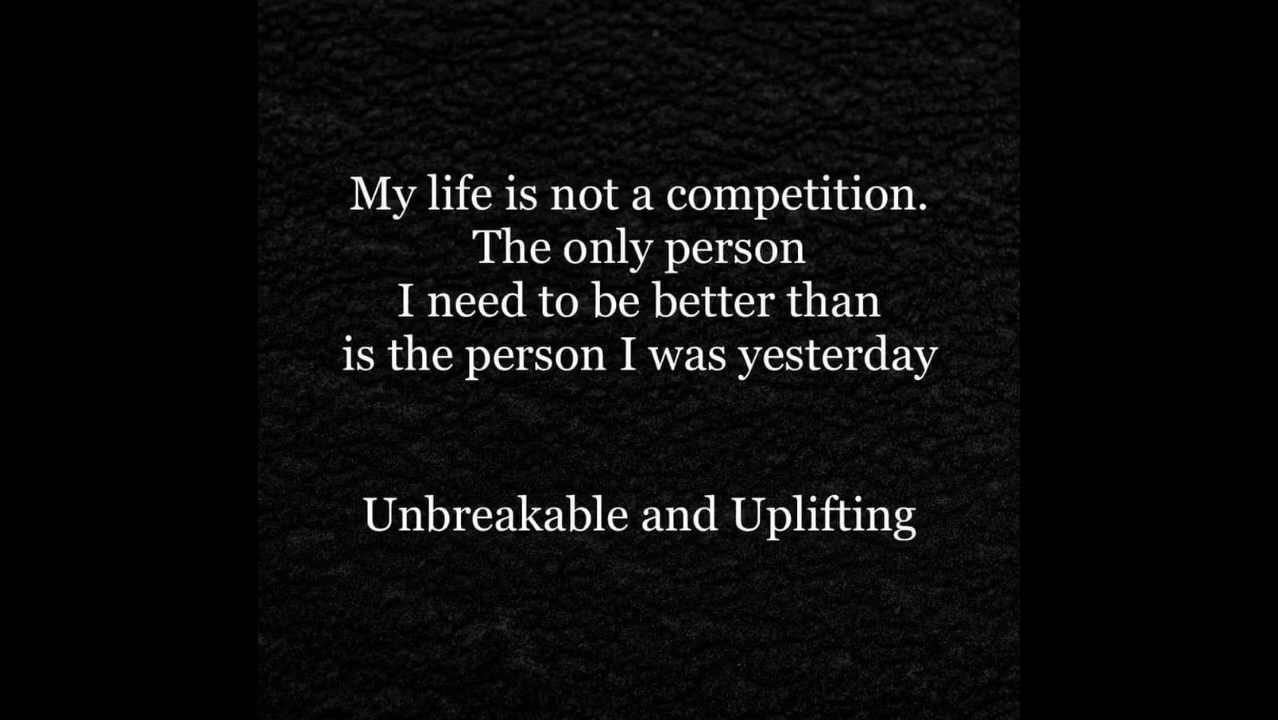 My life is not a competition.
The only person
I need to be better than
is the person I was yesterday
Unbreakable and Uplifting